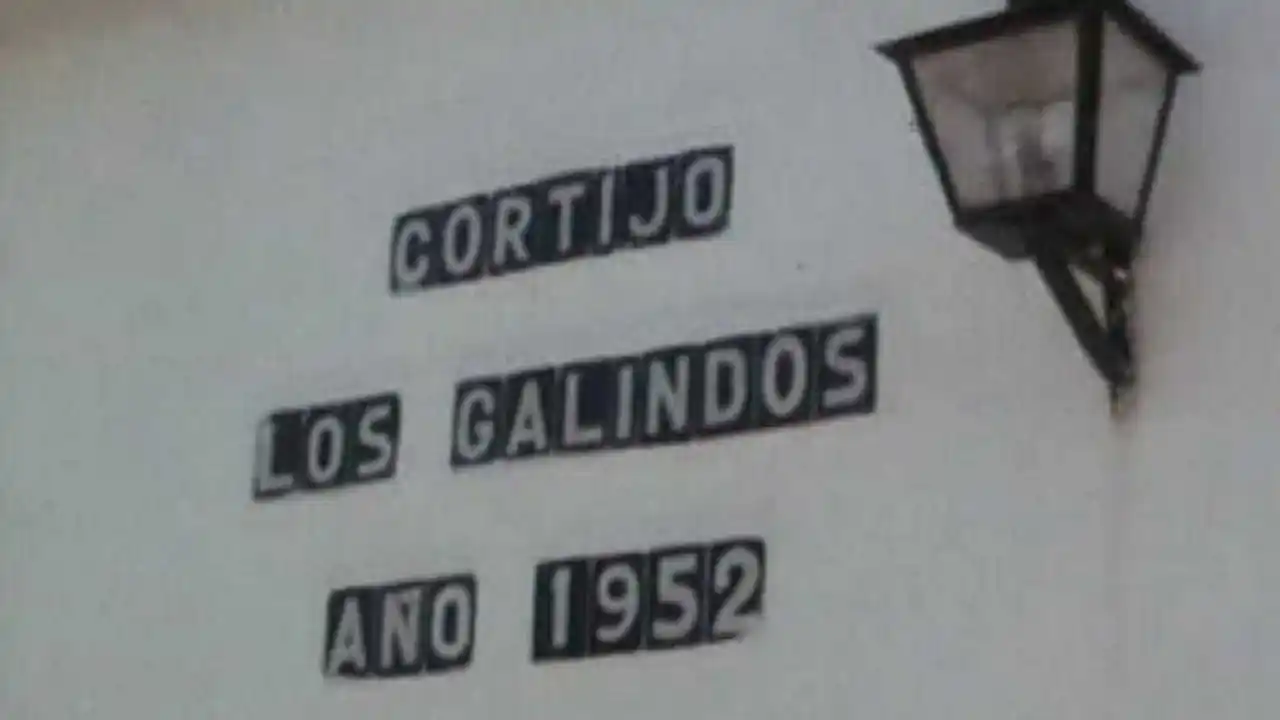 CORTIJO
LOS GALINDOS
AÑO 1952